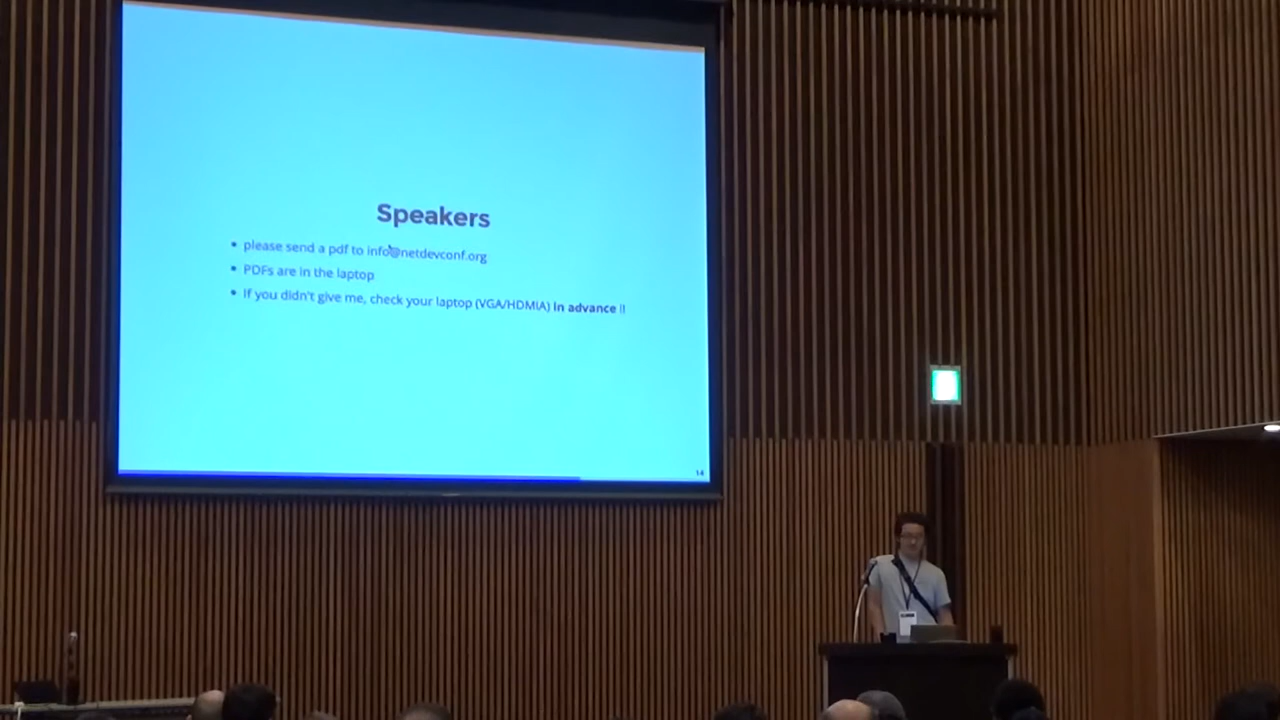 Speakers
• please send a pdf to info@netdevconf.org
• PDFs are in the laptop
• If you didn't give me, check your laptop (VGA/HDMIA) in advance !!
14